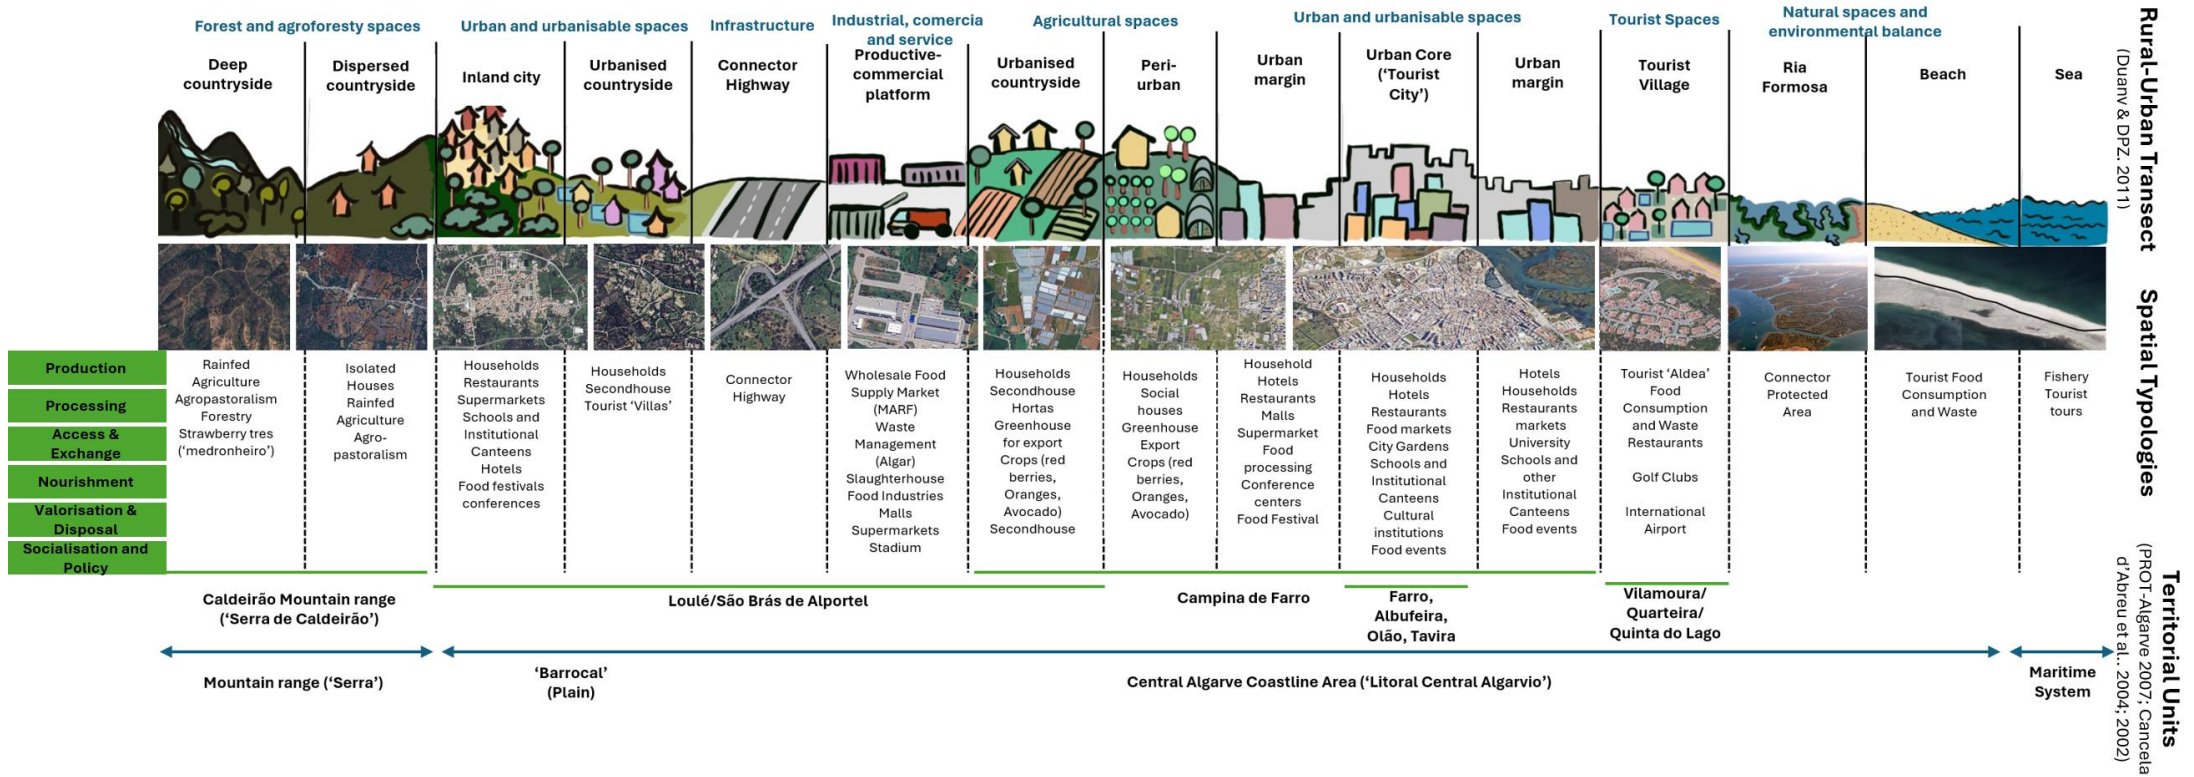 Forest and agroforesty spaces
Urban and urbanisable spaces
Infrastructure
Industrial, comercia
and service
Agricultural spaces
Urban and urbanisable spaces
Tourist Spaces
Natural spaces and
environmental balance
Deep
countryside
Dispersed
countryside
Inland city
Urbanised
countryside
Connector
Highway
Productive-
commercial
platform
Urbanised
countryside
Peri-
urban
Urban
margin
Urban Core
(‘Tourist
City’)
Urban
margin
Tourist
Village
Ria
Formosa
Beach
Sea
Rural-Urban Transect
(Duanv & DPZ. 2011)
Spatial Typologies
Production
Processing
Access &
Exchange
Nourishment
Valorisation &
Disposal
Socialisation and
Policy
Rainfed
Agriculture
Agropastoralism
Forestry
Strawberry tres
(‘medronheiro’)
Isolated
Houses
Rainfed
Agriculture
Agro-
pastoralism
Households
Restaurants
Supermarkets
Schools and
Institutional
Canteens
Hotels
Food festivals
conferences
Households
Secondhouse
Tourist ‘Villas’
Connector
Highway
Wholesale Food
Supply Market
(MARF)
Waste
Management
(Algar)
Slaughterhouse
Food Industries
Malls
Supermarkets
Stadium
Households
Secondhouse
Hortas
Greenhouse
for export
Crops (red
berries,
Oranges,
Avocado)
Secondhouse
Households
Social
houses
Greenhouse
Export
Crops (red
berries,
Oranges,
Avocado)
Household
Hotels
Restaurants
Malls
Supermarket
Food
processing
Conference
centers
Food Festival
Households
Hotels
Restaurants
Food markets
City Gardens
Schools and
Institutional
Canteens
Cultural
institutions
Food events
Hotels
Households
Restaurants
markets
University
Schools and
other
Institutional
Canteens
Food events
Tourist ‘Aldea’
Food
Consumption
and Waste
Restaurants
Golf Clubs
International
Airport
Connector
Protected
Area
Tourist Food
Consumption
and Waste
Fishery
Tourist
tours
Caldeirão Mountain range
(‘Serra de Caldeirão’)
Loulé/São Brás de Alportel
Campina de Farro
Farro,
Albufeira,
Olão, Tavira
Vilamoura/
Quarteira/
Quinta do Lago
Mountain range (‘Serra’)
‘Barrocal’
(Plain)
Central Algarve Coastline Area (‘Litoral Central Algarvio’)
Maritime
System
Territorial Units
(PROT-Algarve 2007; Cancela
d’Abreu et al.. 2004; 2002)